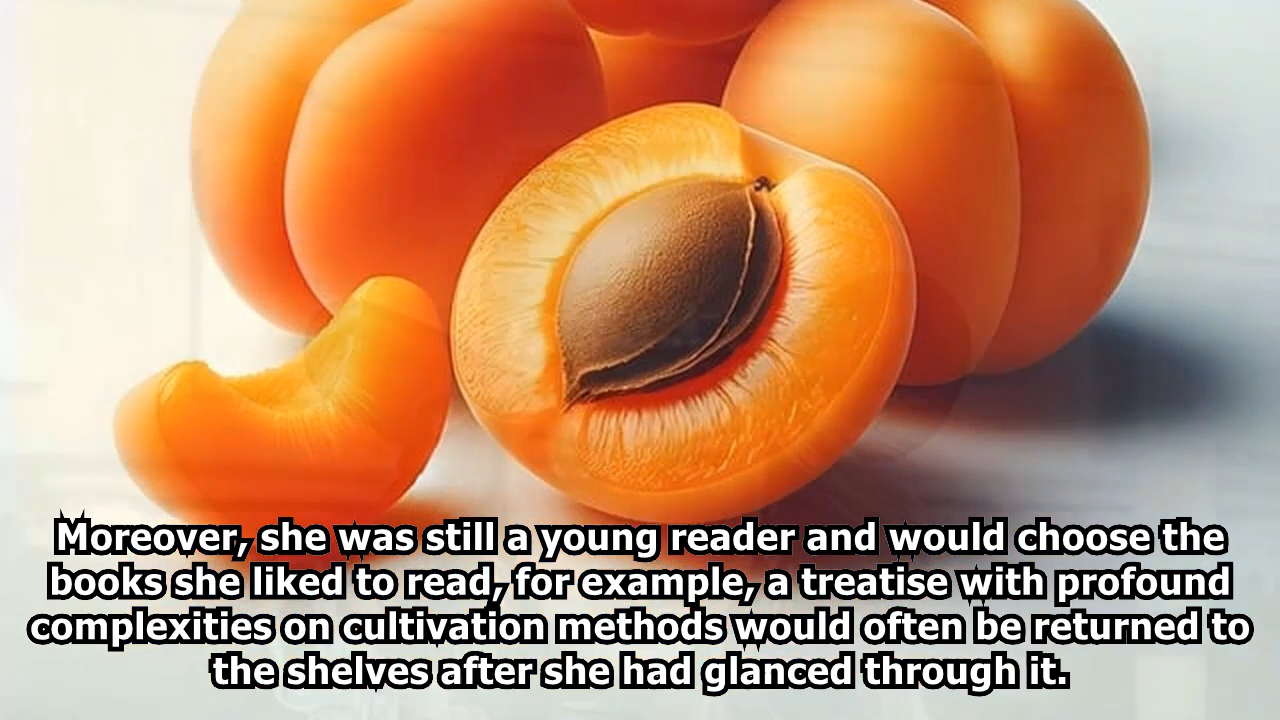 Moreover, she was still a young reader and would choose the
books she liked to read, for example, a treatise with profound
complexities on cultivation methods would often be returned to
the shelves after she had glanced through it.